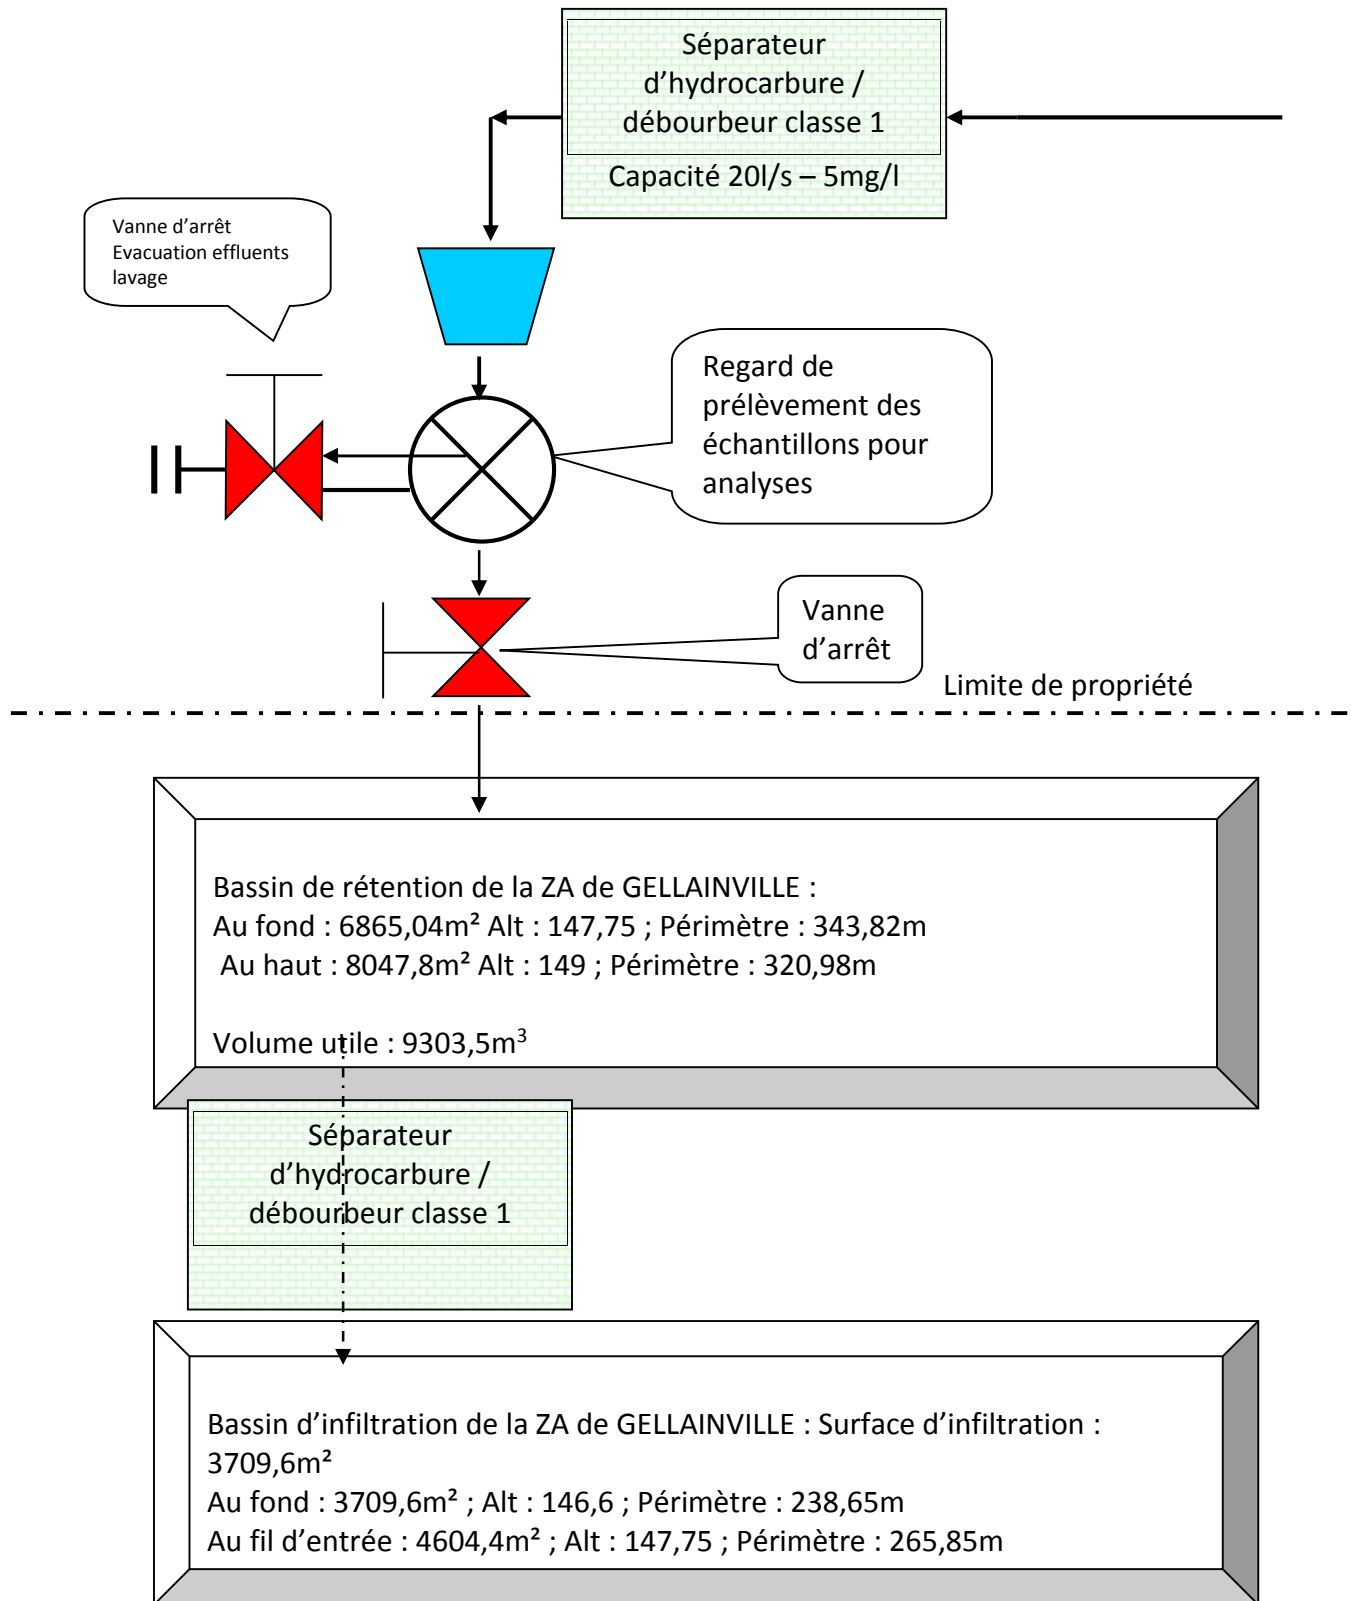 Séparateur
d’hydrocarbure /
débourbeur classe 1
Capacité 20l/s – 5mg/l
Vanne d’arrêt
Evacuation effluents
lavage
Regard de
prélèvement des
échantillons pour
analyses
Vanne
d’arrêt
Limite de propriété
Bassin de rétention de la ZA de GELLAINVILLE :
Au fond : 6865,04m² Alt : 147,75 ; Périmètre : 343,82m
Au haut : 8047,8m² Alt : 149 ; Périmètre : 320,98m
Volume utile : 9303,5m³
Séparateur
d’hydrocarbure /
débourbeur classe 1
Bassin d’infiltration de la ZA de GELLAINVILLE : Surface d’infiltration :
3709,6m²
Au fond : 3709,6m² ; Alt : 146,6 ; Périmètre : 238,65m
Au fil d’entrée : 4604,4m² ; Alt : 147,75 ; Périmètre : 265,85m